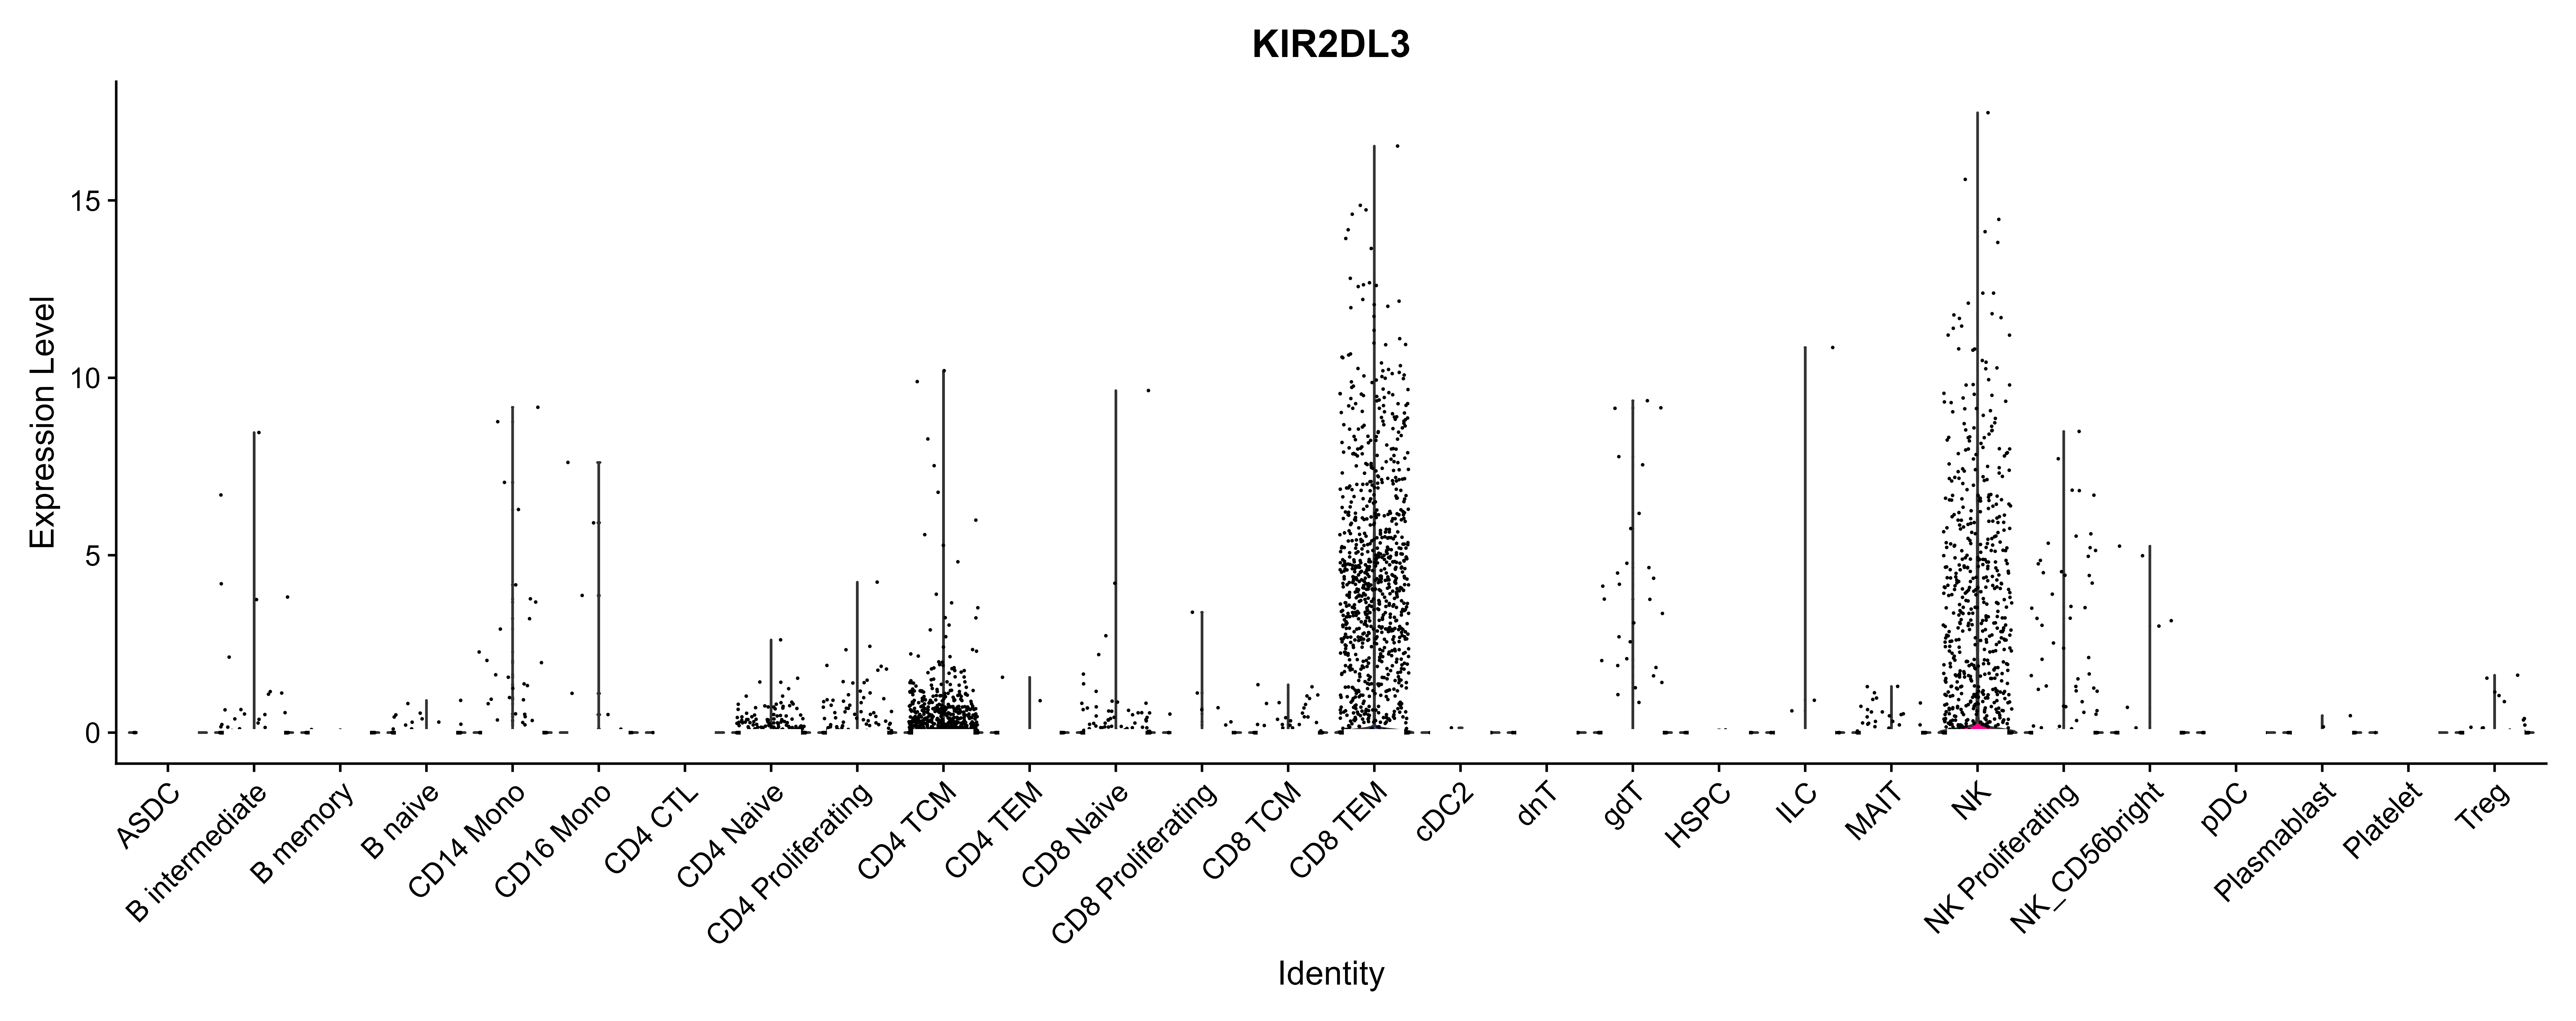 KIR2DL3
Expression Level
15
10
5
0
ASDC
B intermediate
B memory
B naive
CD14 Mono
CD16 Mono
CD4 CTL
CD4 Naive
CD4 Proliferating
CD4 TCM
CD4 TEM
CD8 Naive
CD8 Proliferating
CD8 TCM
CD8 TEM
cDC2
dnT
gdT
HSPC
ILC
MAIT
NK
NK Proliferating
NK_CD56bright
pDC
Plasmablast
Platelet
Treg
Identity